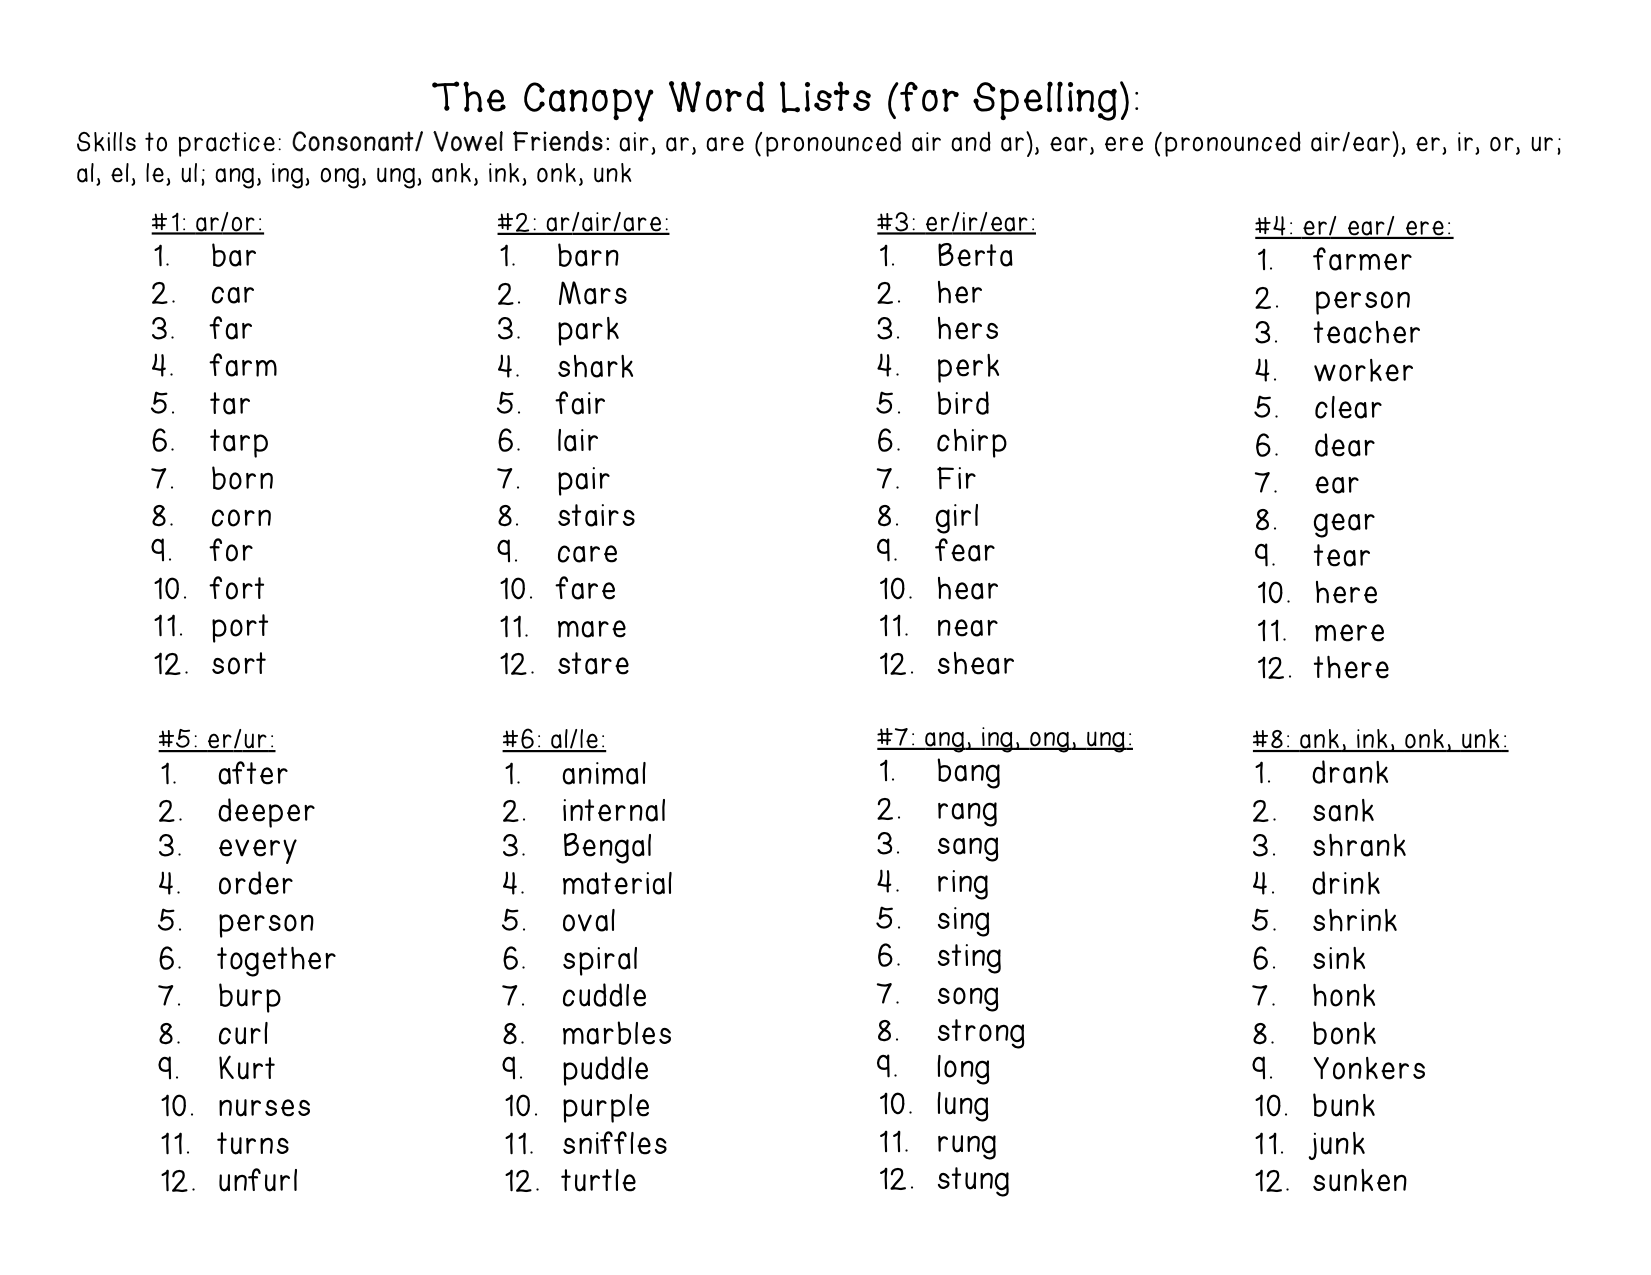 The Canopy Word Lists (for Spelling):
Skills to practice: Consonant/ Vowel Friends: air, ar, are (pronounced air and ar), ear, ere (pronounced air/ear), er, ir, or, ur;
al, el, le, ul; ang, ing, ong, ung, ank, ink, onk, unk
#1: ar/or:
1. bar
2. car
3. far
4. farm
5. tar
6. tarp
7. born
8. corn
9. for
10. fort
11. port
12. sort
#2: ar/air/are:
1. barn
2. Mars
3. park
4. shark
5. fair
6. lair
7. pair
8. stairs
9. care
10. fare
11. mare
12. stare
#3: er/ir/ear:
1. Berta
2. her
3. hers
4. perk
5. bird
6. chirp
7. Fir
8. girl
9. fear
10. hear
11. near
12. shear
#4: er/ ear/ ere:
1. farmer
2. person
3. teacher
4. worker
5. clear
6. dear
7. ear
8. gear
9. tear
10. here
11. mere
12. there
#5: er/ur:
1. after
2. deeper
3. every
4. order
5. person
6. together
7. burp
8. curl
9. Kurt
10. nurses
11. turns
12. unfurl
#6: al/le:
1. animal
2. internal
3. Bengal
4. material
5. oval
6. spiral
7. cuddle
8. marbles
9. puddle
10. purple
11. sniffles
12. turtle
#7: ang, ing, ong, ung:
1. bang
2. rang
3. sang
4. ring
5. sing
6. sting
7. song
8. strong
9. long
10. lung
11. rung
12. stung
#8: ank, ink, onk, unk:
1. drank
2. sank
3. shrank
4. drink
5. shrink
6. sink
7. honk
8. bonk
9. Yonkers
10. bunk
11. junk
12. sunken